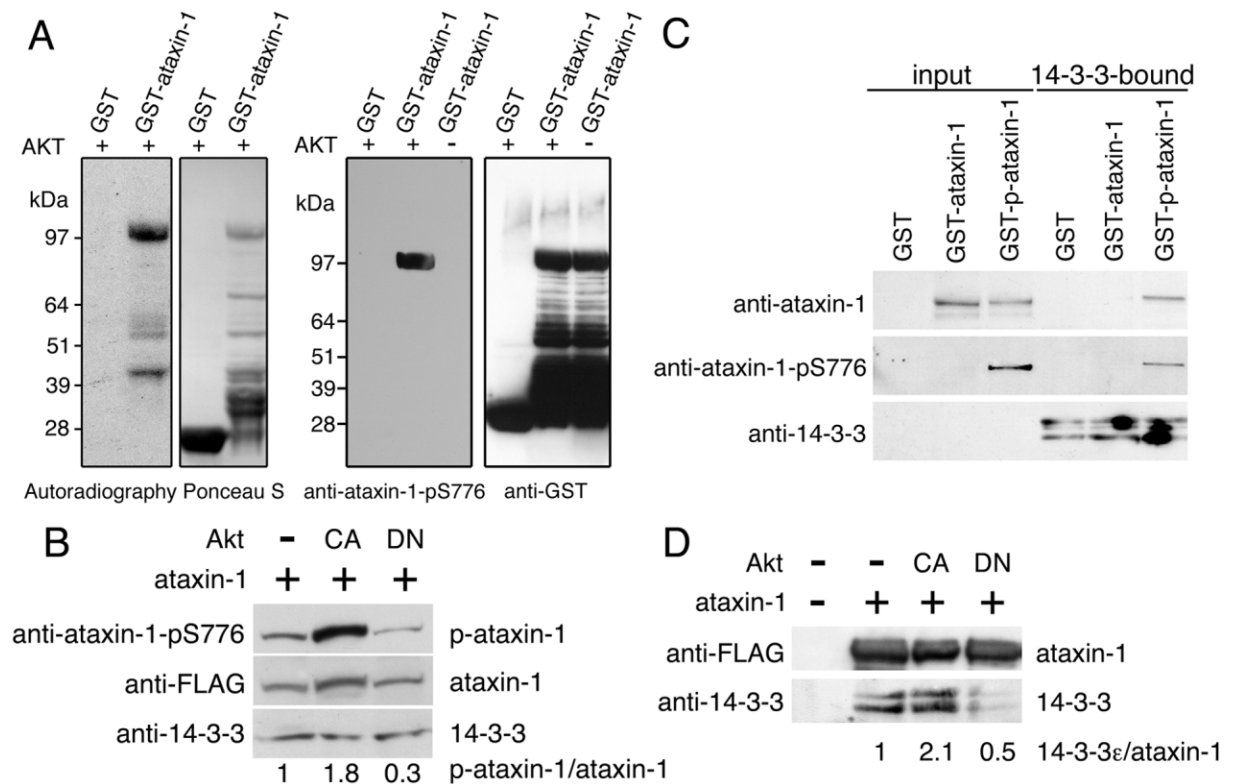 A
GST
GST-ataxin-1
GST
GST-ataxin-1
GST
GST-ataxin-1
GST-ataxin-1
GST
GST-ataxin-1
GST-ataxin-1
AKT + + + +
AKT + + - + + -
kDa
97
64
51
39
28
kDa
97
64
51
39
28
Autoradiography Ponceau S anti-ataxin-1-pS776 anti-GST
B
Akt - CA DN
ataxin-1 + + +
anti-ataxin-1-pS776 p-ataxin-1
anti-FLAG ataxin-1
anti-14-3-3 14-3-3
1 1.8 0.3 p-ataxin-1/ataxin-1
C
input 14-3-3-bound
GST
GST-ataxin-1
GST-p-ataxin-1
GST
GST-ataxin-1
GST-p-ataxin-1
anti-ataxin-1
anti-ataxin-1-pS776
anti-14-3-3
D
Akt - - CA DN
ataxin-1 - + + +
anti-FLAG ataxin-1
anti-14-3-3 14-3-3
1 2.1 0.5 14-3-3ε/ataxin-1